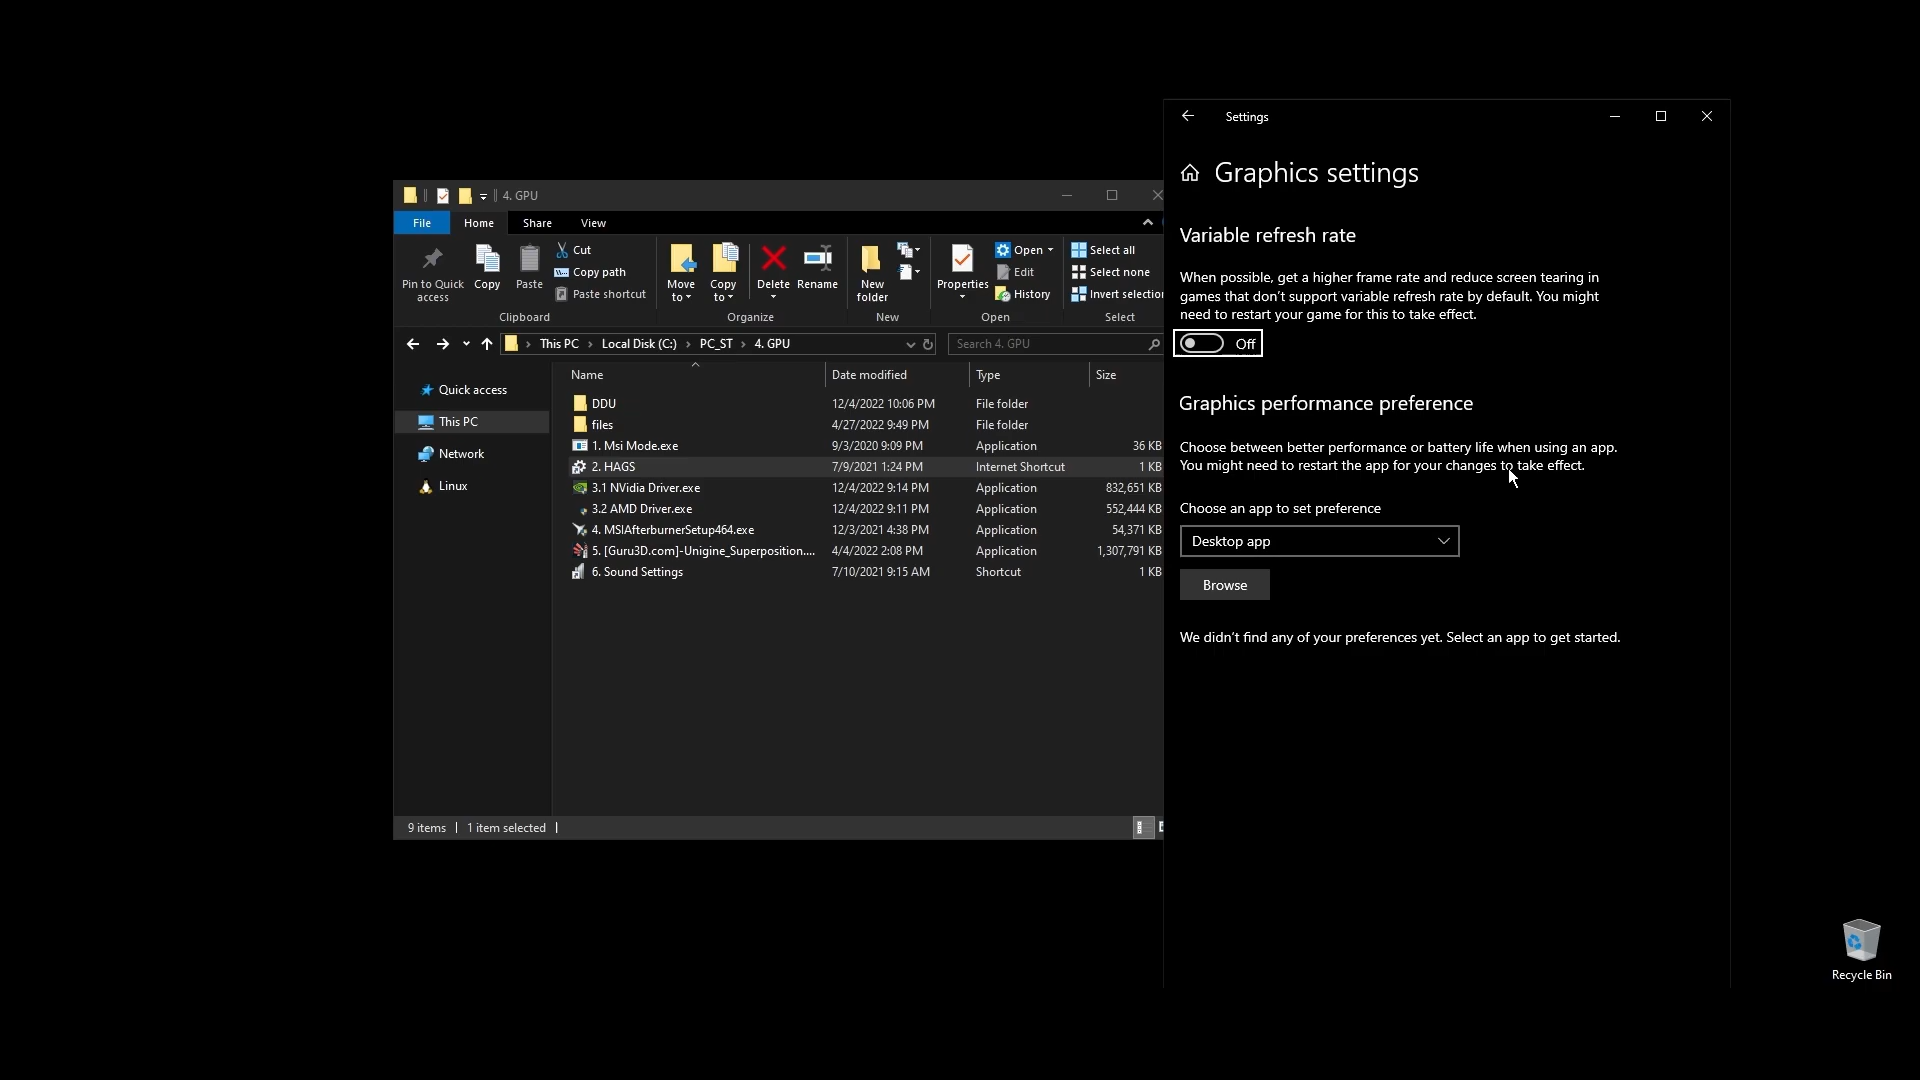 4. GPU
File
Home
Share
View
Pin to Quick
access
Copy
Paste
Cut
Copy path
Paste shortcut
Clipboard
Move
to
Copy
to
Delete
Rename
Organize
New
folder
New
Properties
Open
Edit
History
Open
Select all
Select none
Invert selection
Select
This PC
Local Disk (C:)
PC_ST
4. GPU
Search 4. GPU
Quick access
This PC
Network
Linux
Name Date modified Type Size
DDU 12/4/2022 10:06 PM File folder
files 4/27/2022 9:49 PM File folder
1. Msi Mode.exe 9/3/2020 9:09 PM Application 36 KB
2. HAGS 7/9/2021 1:24 PM Internet Shortcut 1 KB
3.1 NVidia Driver.exe 12/4/2022 9:14 PM Application 832,651 KB
3.2 AMD Driver.exe 12/4/2022 9:11 PM Application 552,444 KB
4. MSIAfterburnerSetup464.exe 12/3/2021 4:38 PM Application 54,371 KB
5. [Guru3D.com]-Unigine_Superposition.... 4/4/2022 2:08 PM Application 1,307,791 KB
6. Sound Settings 7/10/2021 9:15 AM Shortcut 1 KB
9 items
1 item selected
Settings
Graphics settings
Variable refresh rate
When possible, get a higher frame rate and reduce screen tearing in
games that don't support variable refresh rate by default. You might
need to restart your game for this to take effect.
Off
Graphics performance preference
Choose between better performance or battery life when using an app.
You might need to restart the app for your changes to take effect.
Choose an app to set preference
Desktop app
Browse
We didn't find any of your preferences yet. Select an app to get started.
Recycle Bin